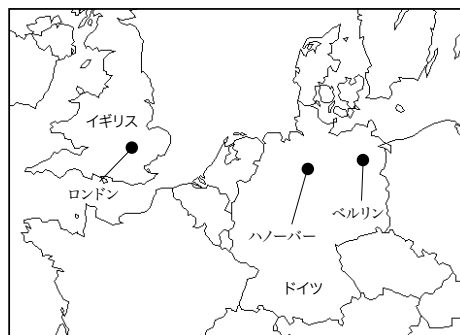 イギリス
ロンドン
ベルリン
ハノーバー
ドイツ